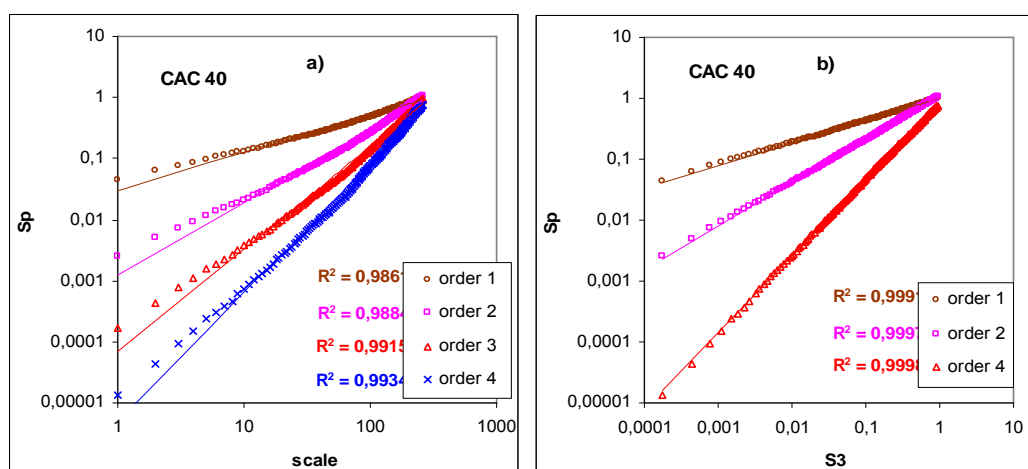 a)
CAC 40
10
1
0,1
0,01
0,001
0,0001
0,00001
Sp
R² = 0,9861
R² = 0,9884
R² = 0,9915
R² = 0,9934
order 1
order 2
order 3
order 4
1
10
100
1000
scale
b)
CAC 40
10
1
0,1
0,01
0,001
0,0001
0,00001
Sp
R² = 0,9991
R² = 0,9997
R² = 0,9998
order 1
order 2
order 4
0,0001
0,001
0,01
0,1
1
10
S3